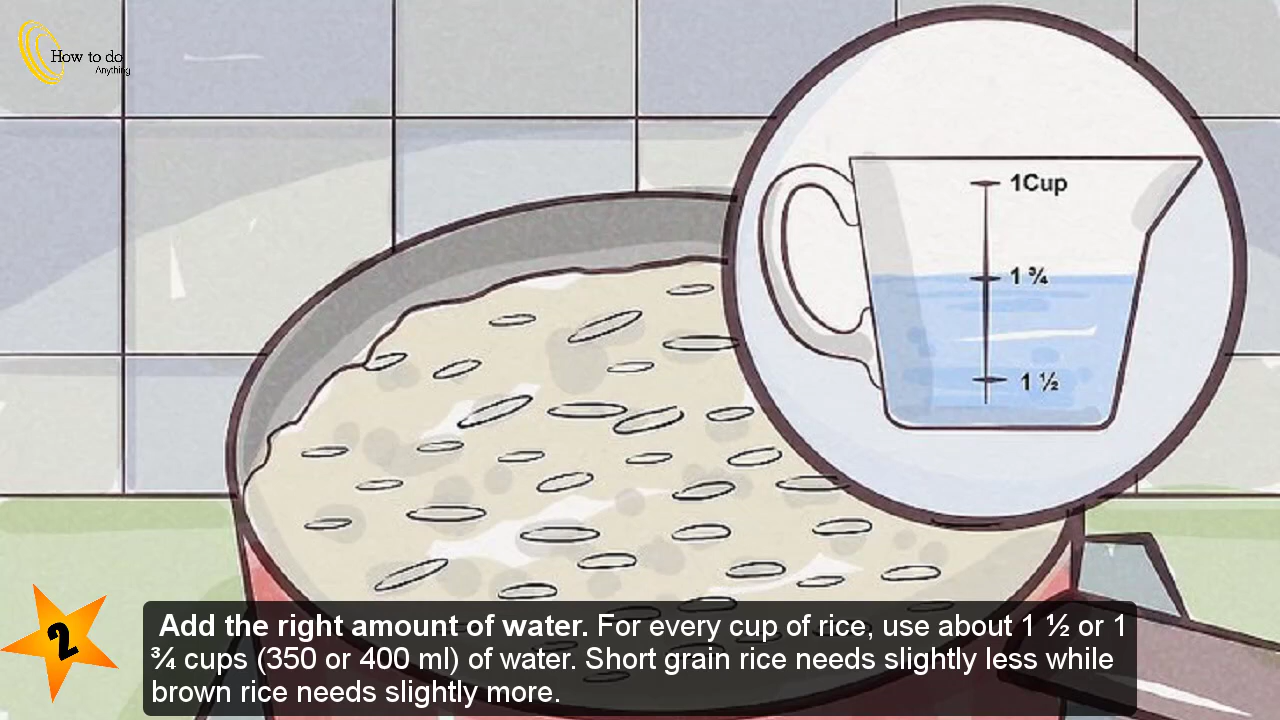 How to do
Anything
1Cup
1 ¾
1 ½
2
Add the right amount of water. For every cup of rice, use about 1 ½ or 1
¾ cups (350 or 400 ml) of water. Short grain rice needs slightly less while
brown rice needs slightly more.